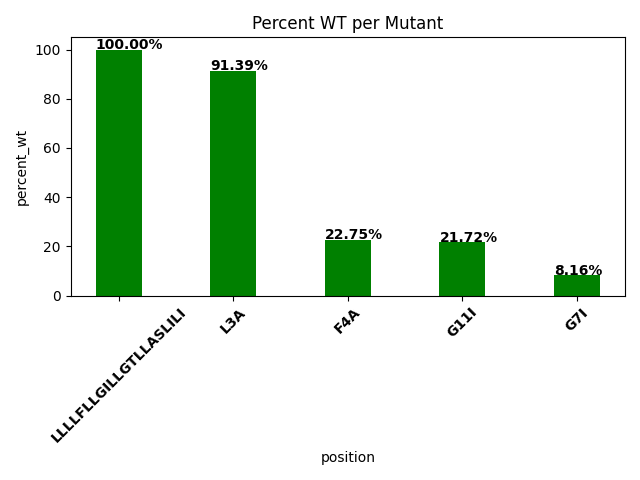 Percent WT per Mutant
percent_wt
100
80
60
40
20
0
100.00%
91.39%
22.75%
21.72%
8.16%
LLLLFLLGILLGTLLASLILI
L3A
F4A
G11I
G7I
position